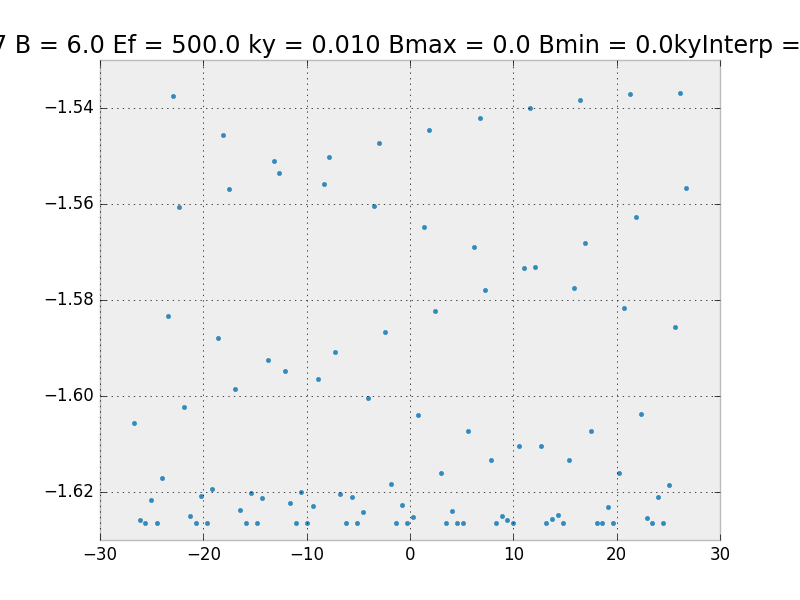 7 B = 6.0 Ef = 500.0 ky = 0.010 Bmax = 0.0 Bmin = 0.0kyInterp =
−1.54
−1.56
−1.58
−1.60
−1.62
−30 −20 −10 0 10 20 30